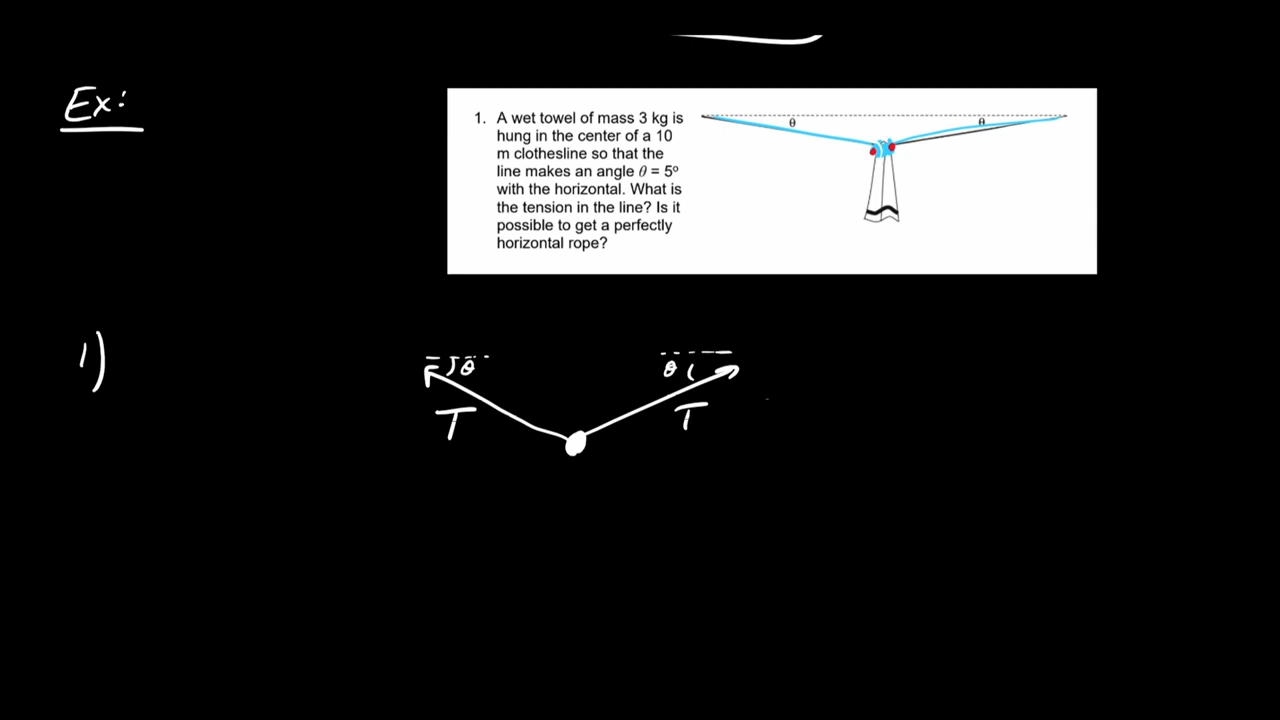 Ex:
1. A wet towel of mass 3 kg is
hung in the center of a 10
m clothesline so that the
line makes an angle θ = 5º
with the horizontal. What is
the tension in the line? Is it
possible to get a perfectly
horizontal rope?
θ θ
1)
θ θ
T T